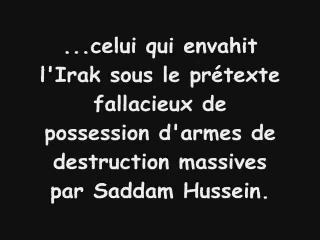 ...celui qui envahit
l'Irak sous le prétexte
fallacieux de
possession d'armes de
destruction massives
par Saddam Hussein.